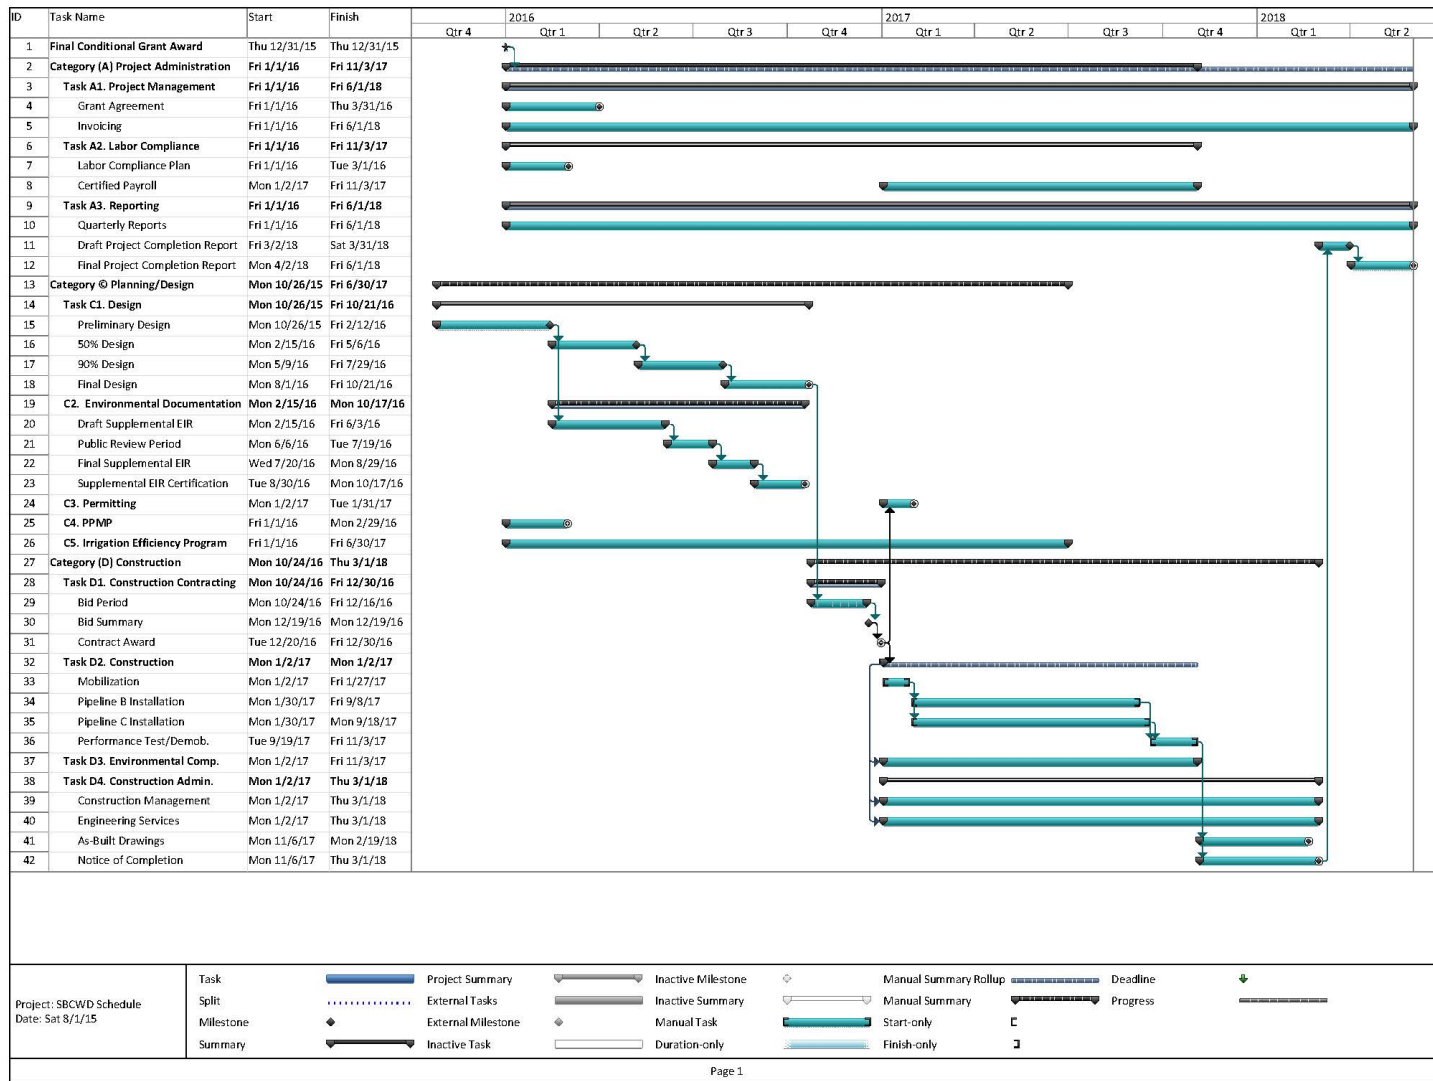 ID Task Name Start Finish 2016 2017 2018
Qtr 4 Qtr 1 Qtr 2 Qtr 3 Qtr 4 Qtr 1 Qtr 2 Qtr 3 Qtr 4 Qtr 1 Qtr 2
1 Final Conditional Grant Award Thu 12/31/15 Thu 12/31/15
2 Category (A) Project Administration Fri 1/1/16 Fri 11/3/17
3 Task A1. Project Management Fri 1/1/16 Fri 6/1/18
4 Grant Agreement Fri 1/1/16 Thu 3/31/16
5 Invoicing Fri 1/1/16 Fri 6/1/18
6 Task A2. Labor Compliance Fri 1/1/16 Fri 11/3/17
7 Labor Compliance Plan Fri 1/1/16 Tue 3/1/16
8 Certified Payroll Mon 1/2/17 Fri 11/3/17
9 Task A3. Reporting Fri 1/1/16 Fri 6/1/18
10 Quarterly Reports Fri 1/1/16 Fri 6/1/18
11 Draft Project Completion Report Fri 3/2/18 Sat 3/31/18
12 Final Project Completion Report Mon 4/2/18 Fri 6/1/18
13 Category © Planning/Design Mon 10/26/15 Fri 6/30/17
14 Task C1. Design Mon 10/26/15 Fri 10/21/16
15 Preliminary Design Mon 10/26/15 Fri 2/12/16
16 50% Design Mon 2/15/16 Fri 5/6/16
17 90% Design Mon 5/9/16 Fri 7/29/16
18 Final Design Mon 8/1/16 Fri 10/21/16
19 C2. Environmental Documentation Mon 2/15/16 Mon 10/17/16
20 Draft Supplemental EIR Mon 2/15/16 Fri 6/3/16
21 Public Review Period Mon 6/6/16 Tue 7/19/16
22 Final Supplemental EIR Wed 7/20/16 Mon 8/29/16
23 Supplemental EIR Certification Tue 8/30/16 Mon 10/17/16
24 C3. Permitting Mon 1/2/17 Tue 1/31/17
25 C4. PPMP Fri 1/1/16 Mon 2/29/16
26 C5. Irrigation Efficiency Program Fri 1/1/16 Fri 6/30/17
27 Category (D) Construction Mon 10/24/16 Thu 3/1/18
28 Task D1. Construction Contracting Mon 10/24/16 Fri 12/30/16
29 Bid Period Mon 10/24/16 Fri 12/16/16
30 Bid Summary Mon 12/19/16 Mon 12/19/16
31 Contract Award Tue 12/20/16 Fri 12/30/16
32 Task D2. Construction Mon 1/2/17 Mon 1/2/17
33 Mobilization Mon 1/2/17 Fri 1/27/17
34 Pipeline B Installation Mon 1/30/17 Fri 9/8/17
35 Pipeline C Installation Mon 1/30/17 Mon 9/18/17
36 Performance Test/Demob. Tue 9/19/17 Fri 11/3/17
37 Task D3. Environmental Comp. Mon 1/2/17 Fri 11/3/17
38 Task D4. Construction Admin. Mon 1/2/17 Thu 3/1/18
39 Construction Management Mon 1/2/17 Thu 3/1/18
40 Engineering Services Mon 1/2/17 Thu 3/1/18
41 As-Built Drawings Mon 11/6/17 Mon 2/19/18
42 Notice of Completion Mon 11/6/17 Thu 3/1/18
Project: SBCWD Schedule
Date: Sat 8/1/15
Task Project Summary Inactive Milestone Manual Summary Rollup Deadline
Split External Tasks Inactive Summary Manual Summary Progress
Milestone External Milestone Manual Task Start-only
Summary Inactive Task Duration-only Finish-only
Page 1